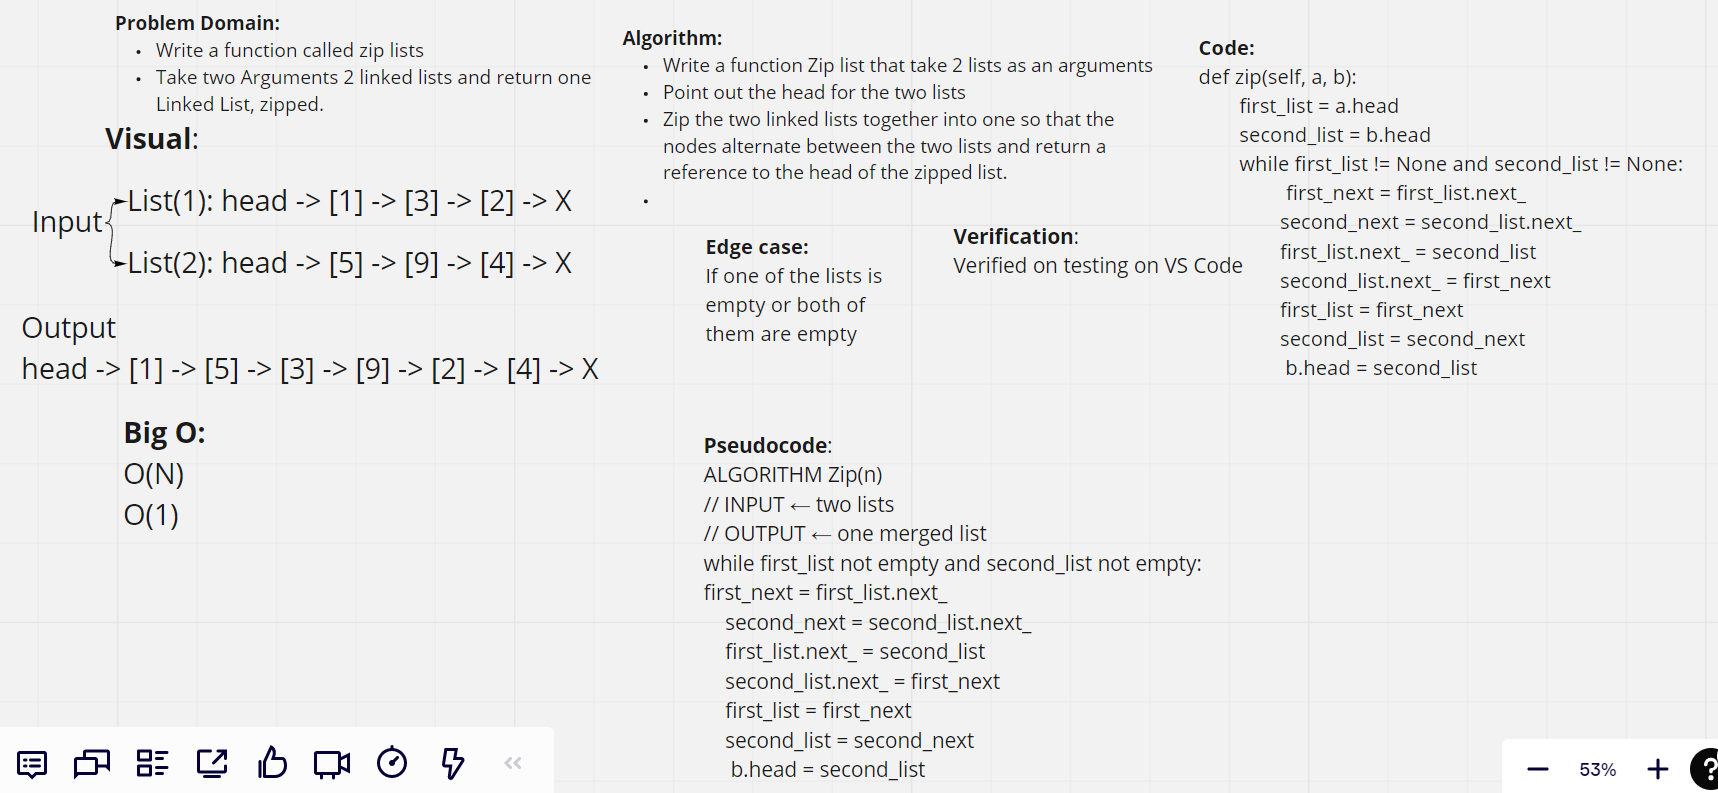 Problem Domain:
• Write a function called zip lists
• Take two Arguments 2 linked lists and return one
Linked List, zipped.
Visual:
Input
List(1): head -> [1] -> [3] -> [2] -> X
List(2): head -> [5] -> [9] -> [4] -> X
Output
head -> [1] -> [5] -> [3] -> [9] -> [2] -> [4] -> X
Big O:
O(N)
O(1)
Algorithm:
• Write a function Zip list that take 2 lists as an arguments
• Point out the head for the two lists
• Zip the two linked lists together into one so that the
nodes alternate between the two lists and return a
reference to the head of the zipped list.
•
Edge case:
If one of the lists is
empty or both of
them are empty
Verification:
Verified on testing on VS Code
Pseudocode:
ALGORITHM Zip(n)
// INPUT ← two lists
// OUTPUT ← one merged list
while first_list not empty and second_list not empty:
first_next = first_list.next_
second_next = second_list.next_
first_list.next_ = second_list
second_list.next_ = first_next
first_list = first_next
second_list = second_next
b.head = second_list
Code:
def zip(self, a, b):
first_list = a.head
second_list = b.head
while first_list != None and second_list != None:
first_next = first_list.next_
second_next = second_list.next_
first_list.next_ = second_list
second_list.next_ = first_next
first_list = first_next
second_list = second_next
b.head = second_list
53%
?